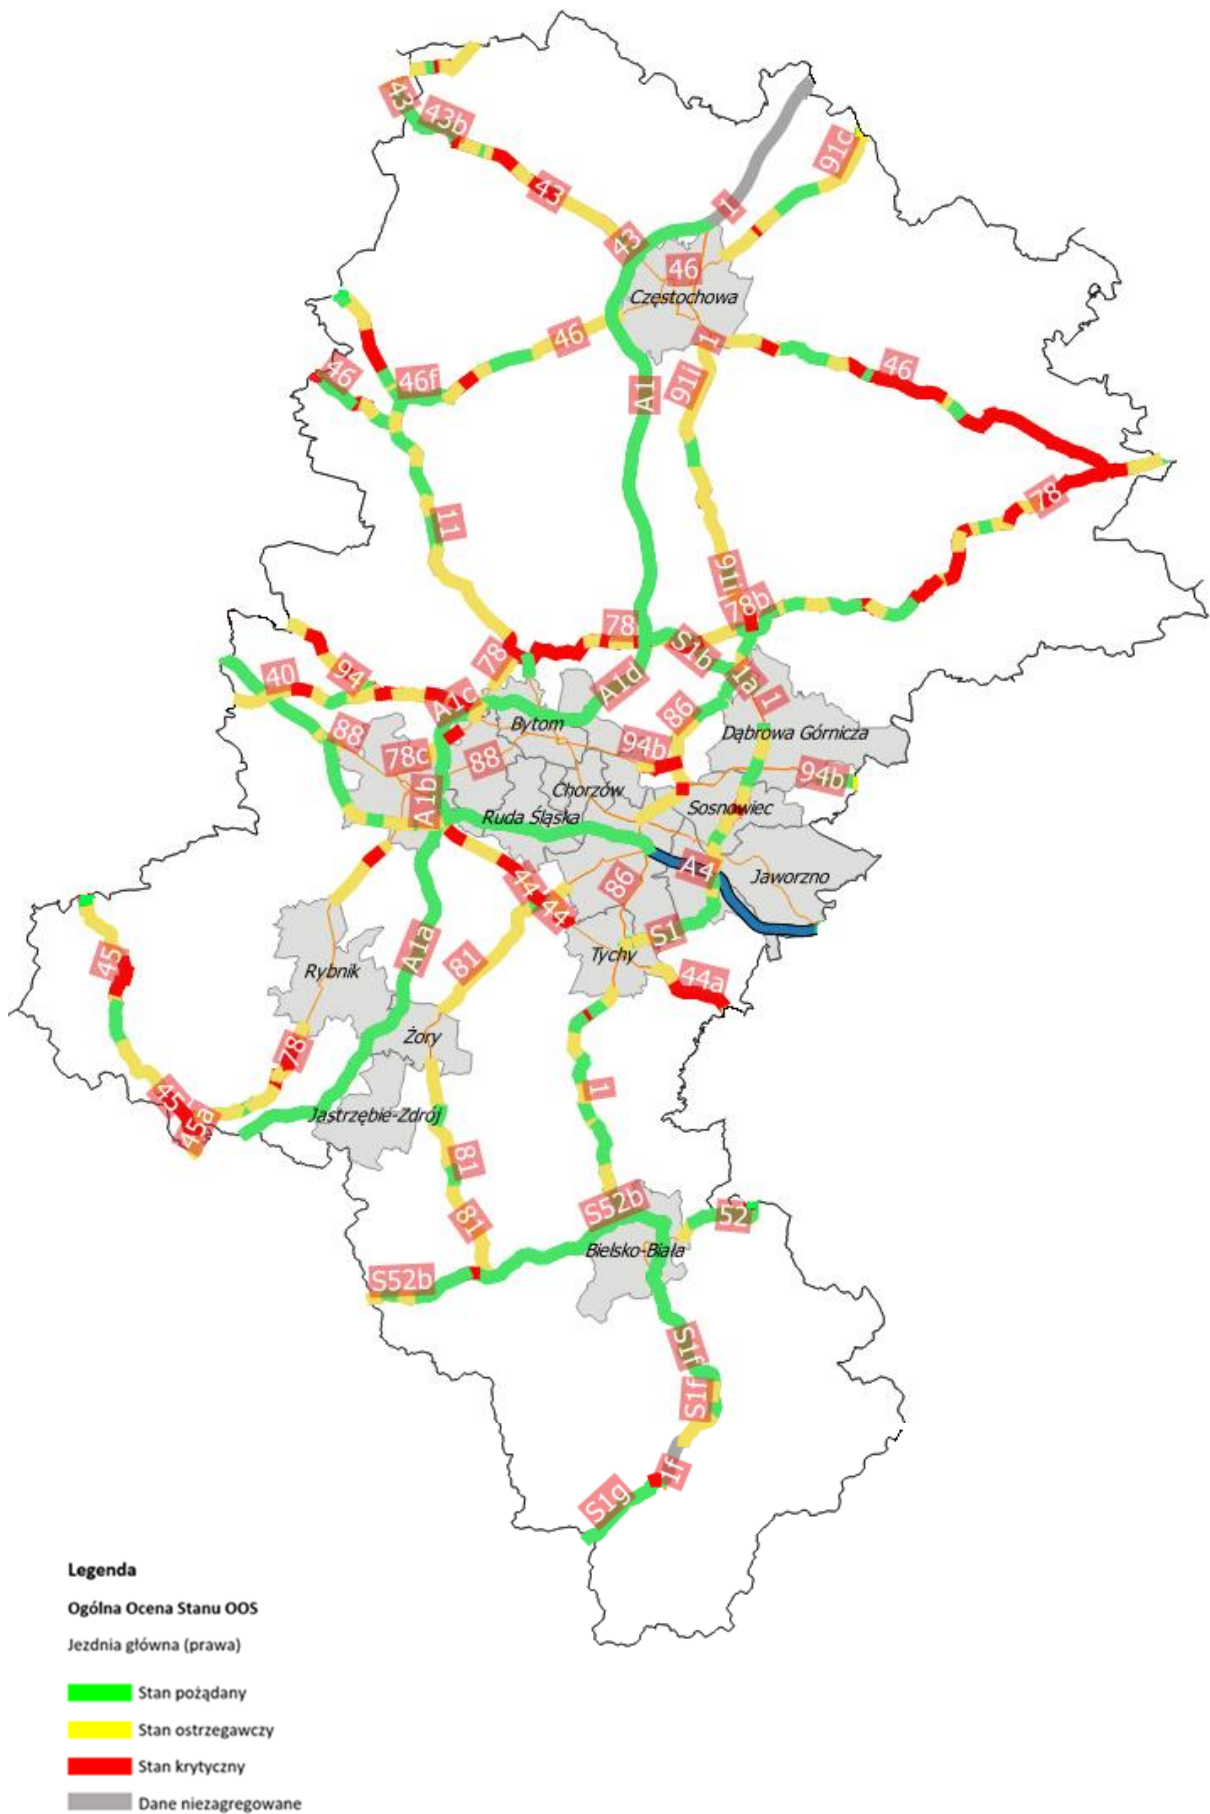 43
43b
91c
43
1
43
46
Częstochowa
46
1
46
46
46f
A1
91i
78
11
91i
78b
78
S1b
78
40
94
A1d
1a
1
A1c
86
Bytom
88
Dąbrowa Górnicza
94b
78c
88
94b
Chorzów
A1b
Sosnowiec
Ruda Śląska
A4
44
86
Jaworzno
44
S1
A1a
Tychy
45
81
Rybnik
44a
Żory
78
1
45
Jastrzębie-Zdrój
45a
81
S52b
52
81
Bielsko-Biała
S52b
S1f
S1f
1f
S1g
Legenda
Ogólna Ocena Stanu OOS
Jezdnia główna (prawa)
Stan pożądany
Stan ostrzegawczy
Stan krytyczny
Dane niezagregowane